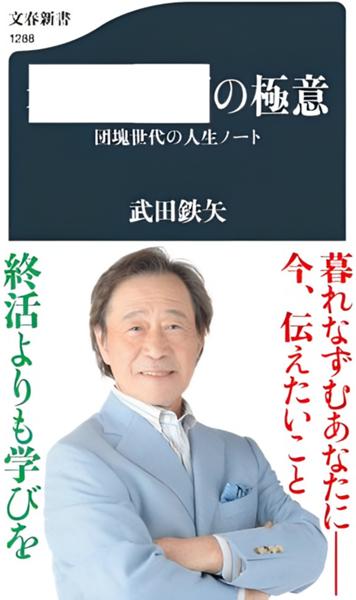 文春新書
1288
の極意
団塊世代の人生ノート
武田鉄矢
暮れなずむあなたに――
今、伝えたいこと
終活よりも学びを